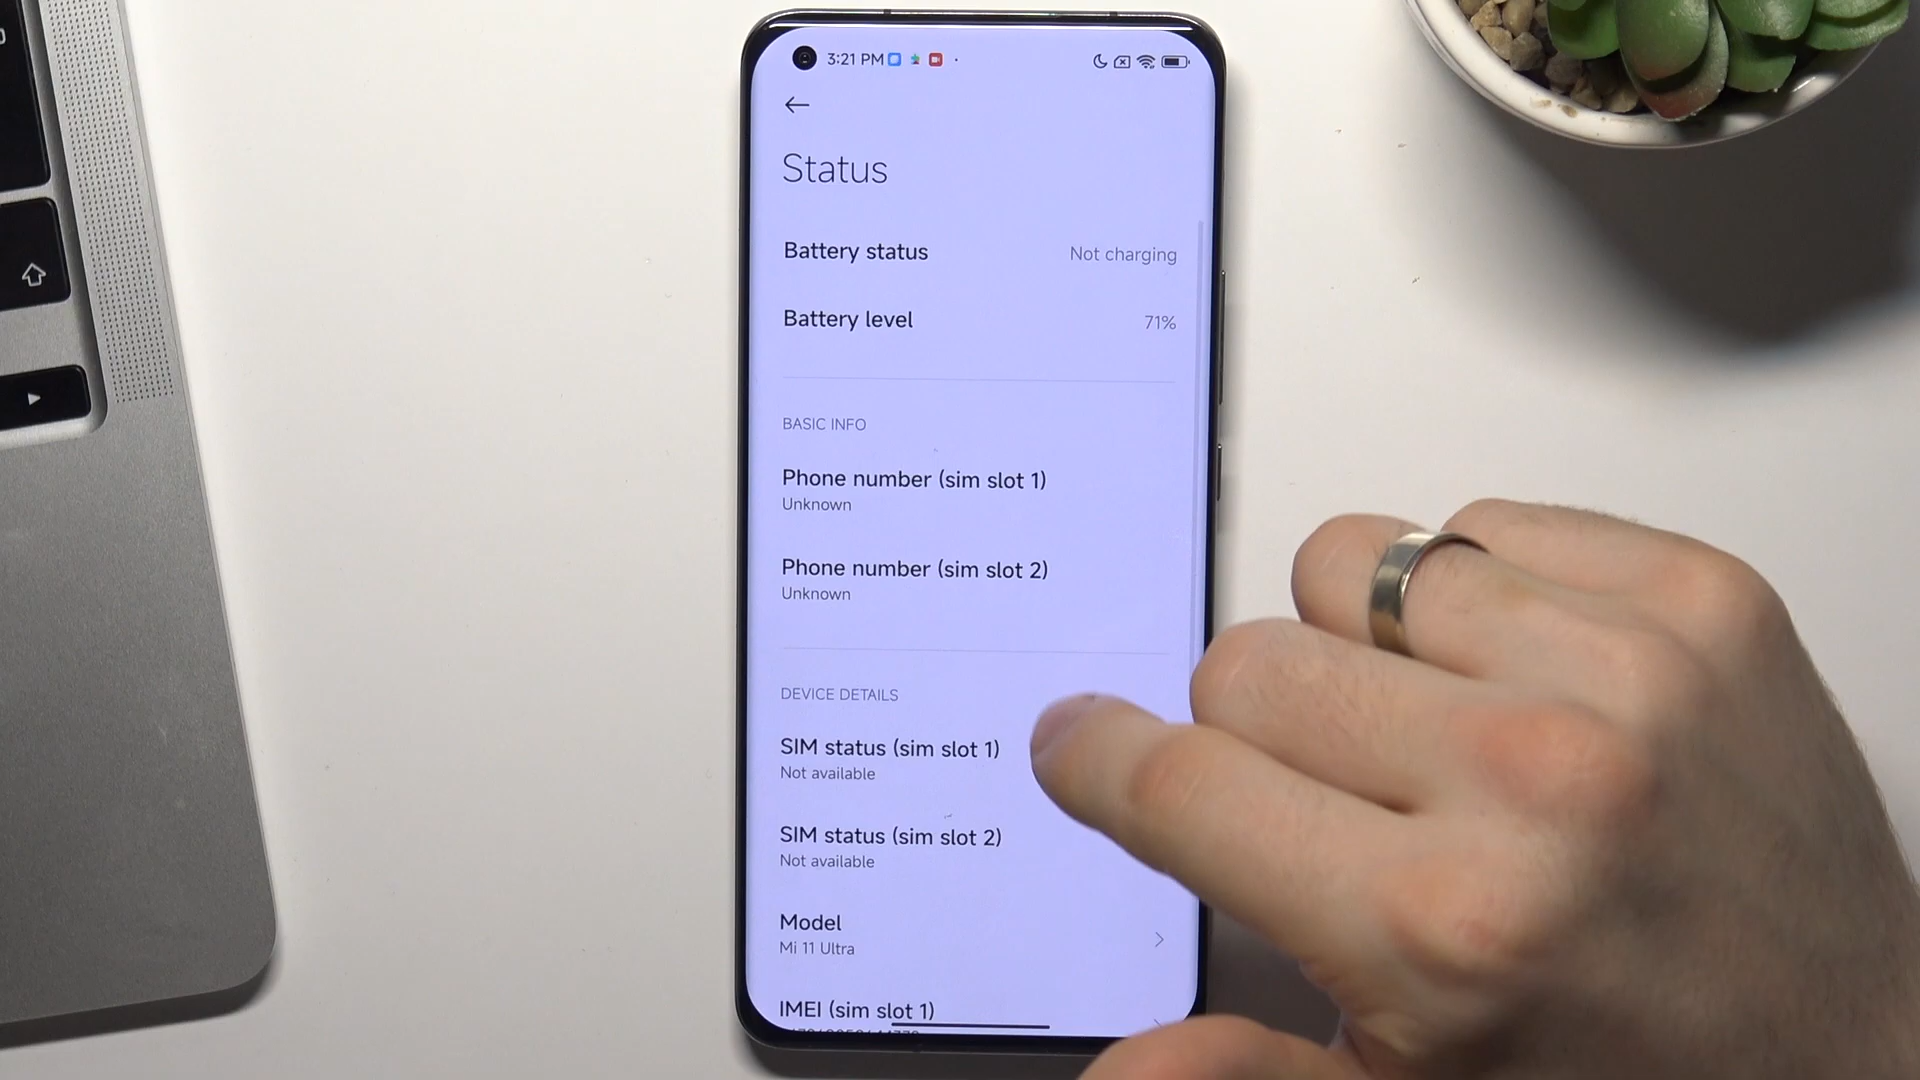 3:21 PM
Status
Battery status
Not charging
Battery level
71%
BASIC INFO
Phone number (sim slot 1)
Unknown
Phone number (sim slot 2)
Unknown
DEVICE DETAILS
SIM status (sim slot 1)
Not available
SIM status (sim slot 2)
Not available
Model
Mi 11 Ultra
IMEI (sim slot 1)